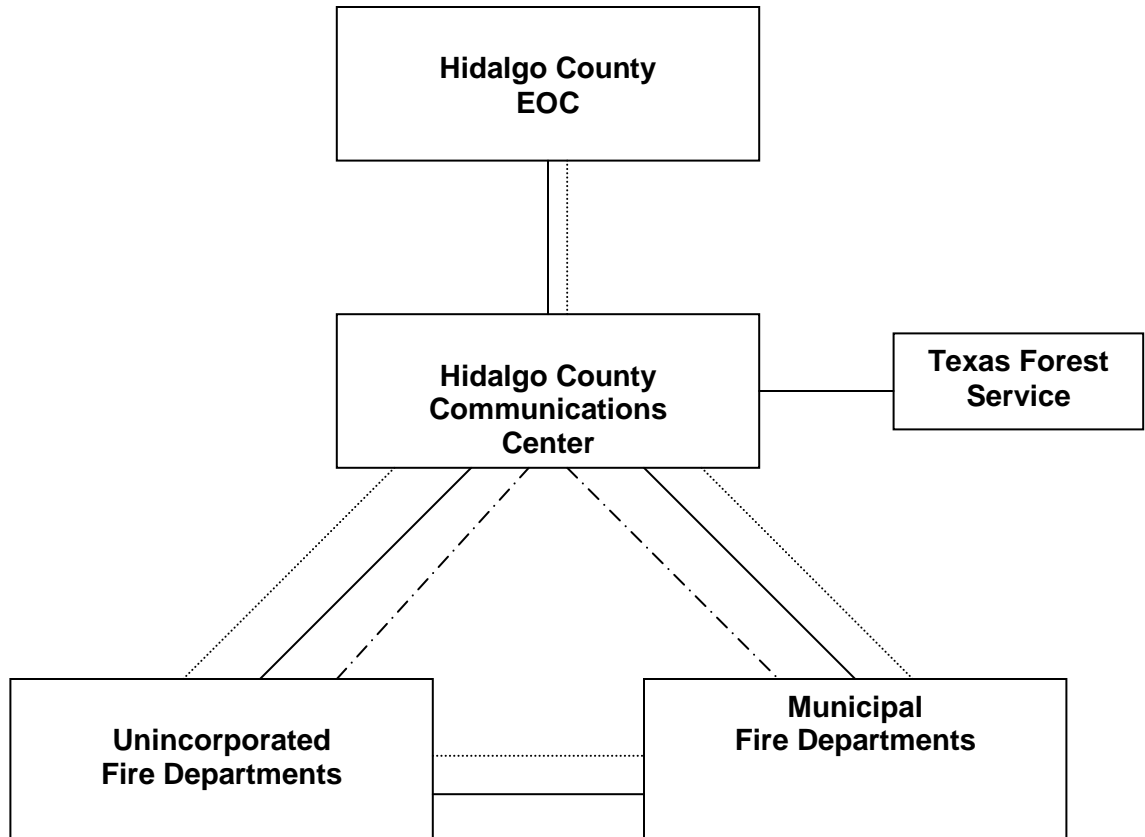 Hidalgo County
EOC
Hidalgo County
Communications
Center
Texas Forest
Service
Unincorporated
Fire Departments
Municipal
Fire Departments